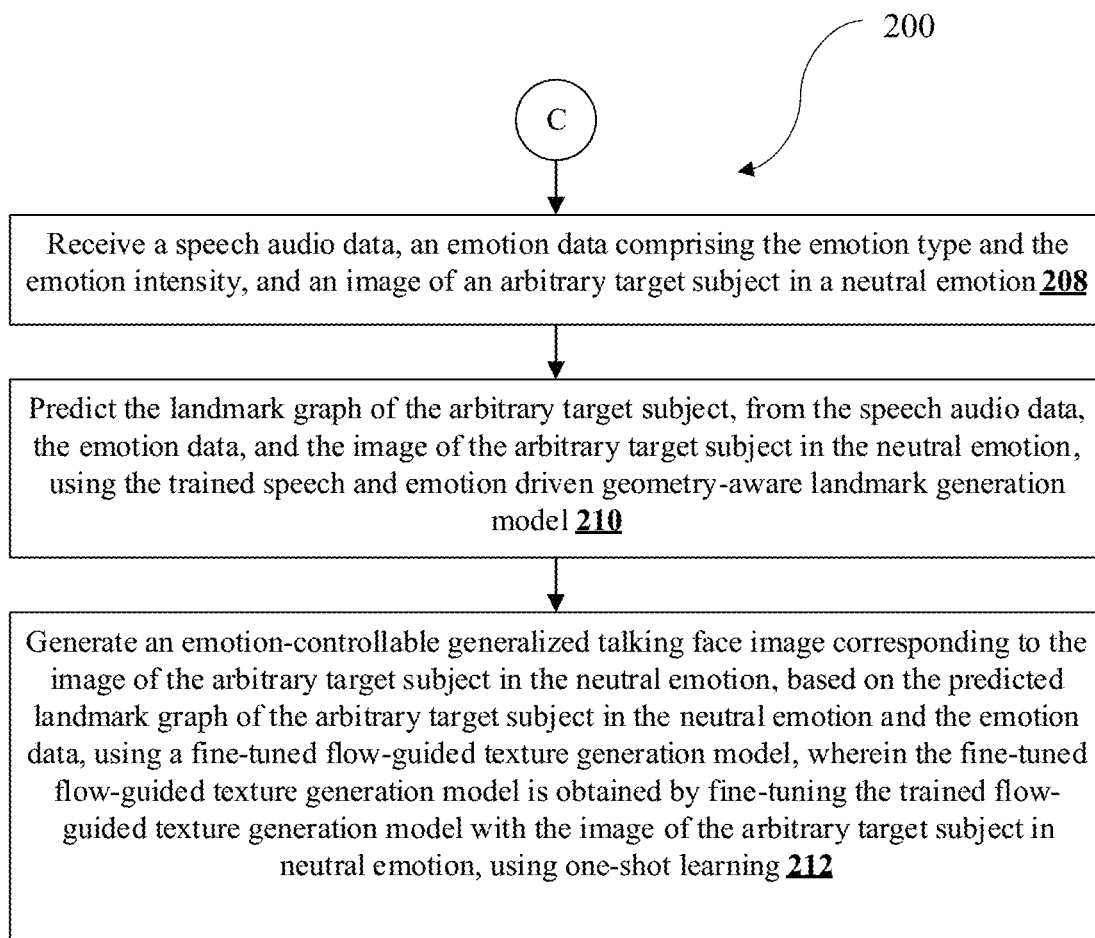 200
C
Receive a speech audio data, an emotion data comprising the emotion type and the
emotion intensity, and an image of an arbitrary target subject in a neutral emotion 208
Predict the landmark graph of the arbitrary target subject, from the speech audio data,
the emotion data, and the image of the arbitrary target subject in the neutral emotion,
using the trained speech and emotion driven geometry-aware landmark generation
model 210
Generate an emotion-controllable generalized talking face image corresponding to the
image of the arbitrary target subject in the neutral emotion, based on the predicted
landmark graph of the arbitrary target subject in the neutral emotion and the emotion
data, using a fine-tuned flow-guided texture generation model, wherein the fine-tuned
flow-guided texture generation model is obtained by fine-tuning the trained flow-
guided texture generation model with the image of the arbitrary target subject in
neutral emotion, using one-shot learning 212